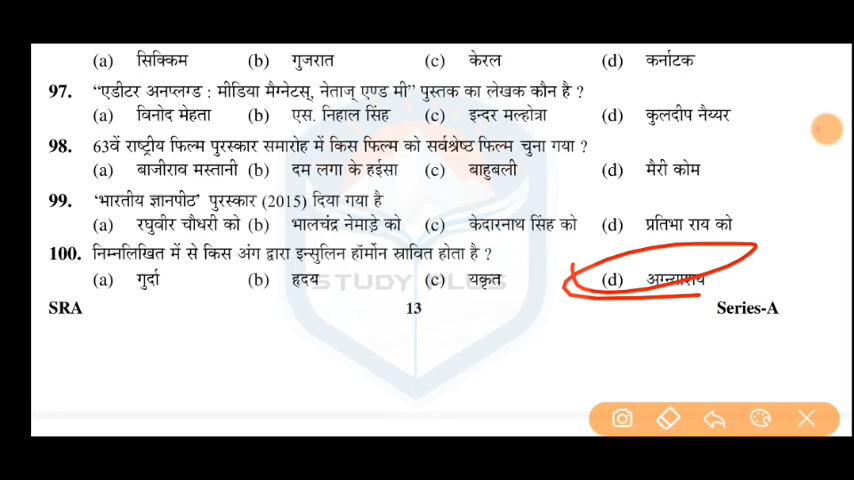 (a) सिक्किम (b) गुजरात (c) केरल (d) कर्नाटक
97. “एडीटर अनप्लग्ड : मीडिया मैग्नेटस्, नेताज् एण्ड मी” पुस्तक का लेखक कौन है ?
(a) विनोद मेहता (b) एस. निहाल सिंह (c) इन्दर मल्होत्रा (d) कुलदीप नैय्यर
98. 63वें राष्ट्रीय फिल्म पुरस्कार समारोह में किस फिल्म को सर्वश्रेष्ठ फिल्म चुना गया ?
(a) बाजीराव मस्तानी (b) दम लगा के हईसा (c) बाहुबली (d) मैरी कोम
99. ‘भारतीय ज्ञानपीठ’ पुरस्कार (2015) दिया गया है
(a) रघुवीर चौधरी को (b) भालचंद्र नेमाड़े को (c) केदारनाथ सिंह को (d) प्रतिभा राय को
100. निम्नलिखित में से किस अंग द्वारा इन्सुलिन हॉर्मोन स्रावित होता है ?
(a) गुर्दा (b) हृदय (c) यकृत (d) अग्न्याशय
STUDY PLUS
SRA 13 Series-A